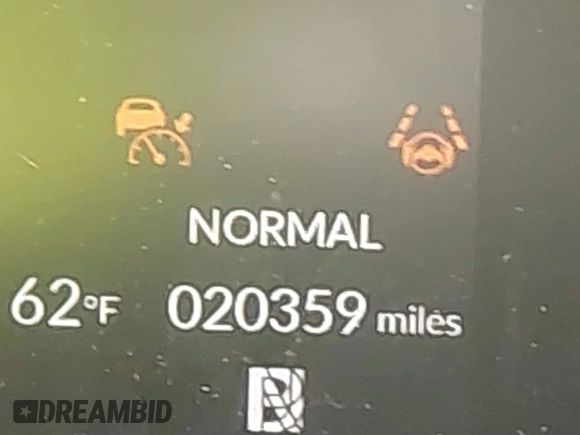 NORMAL
62°F 020359 miles
P
DREAMBID